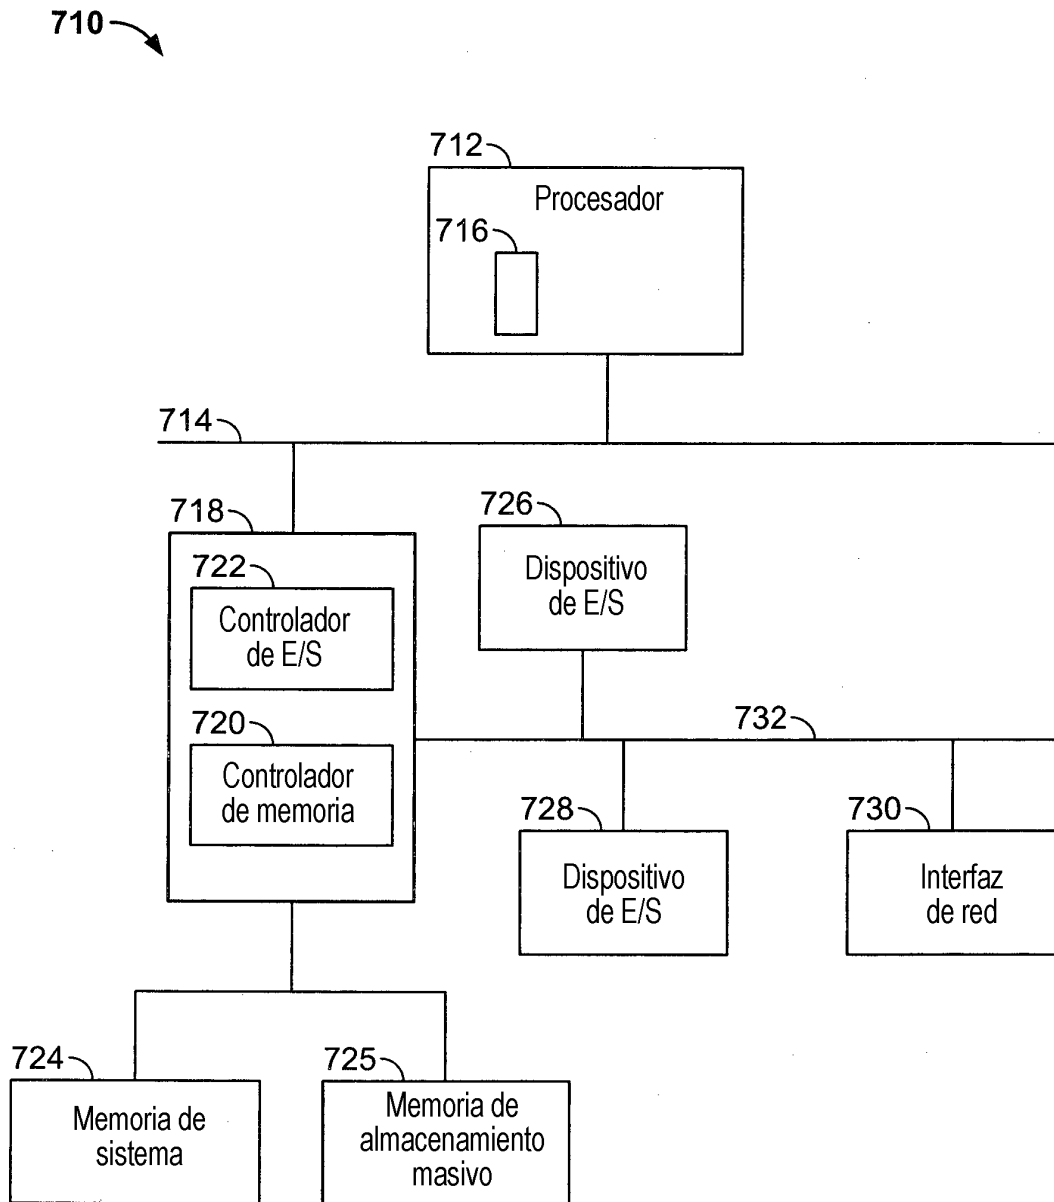 710
712
Procesador
716
714
718
726
722
Dispositivo
de E/S
Controlador
de E/S
732
720
Controlador
de memoria
728
730
Dispositivo
de E/S
Interfaz
de red
724
725
Memoria de
sistema
Memoria de
almacenamiento
masivo